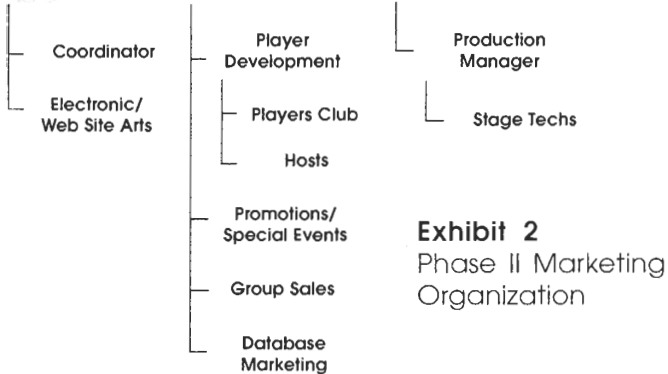 Coordinator
Electronic/
Web Site Arts
Player
Development
Players Club
Hosts
Promotions/
Special Events
Group Sales
Database
Marketing
Production
Manager
Stage Techs
Exhibit 2
Phase II Marketing
Organization